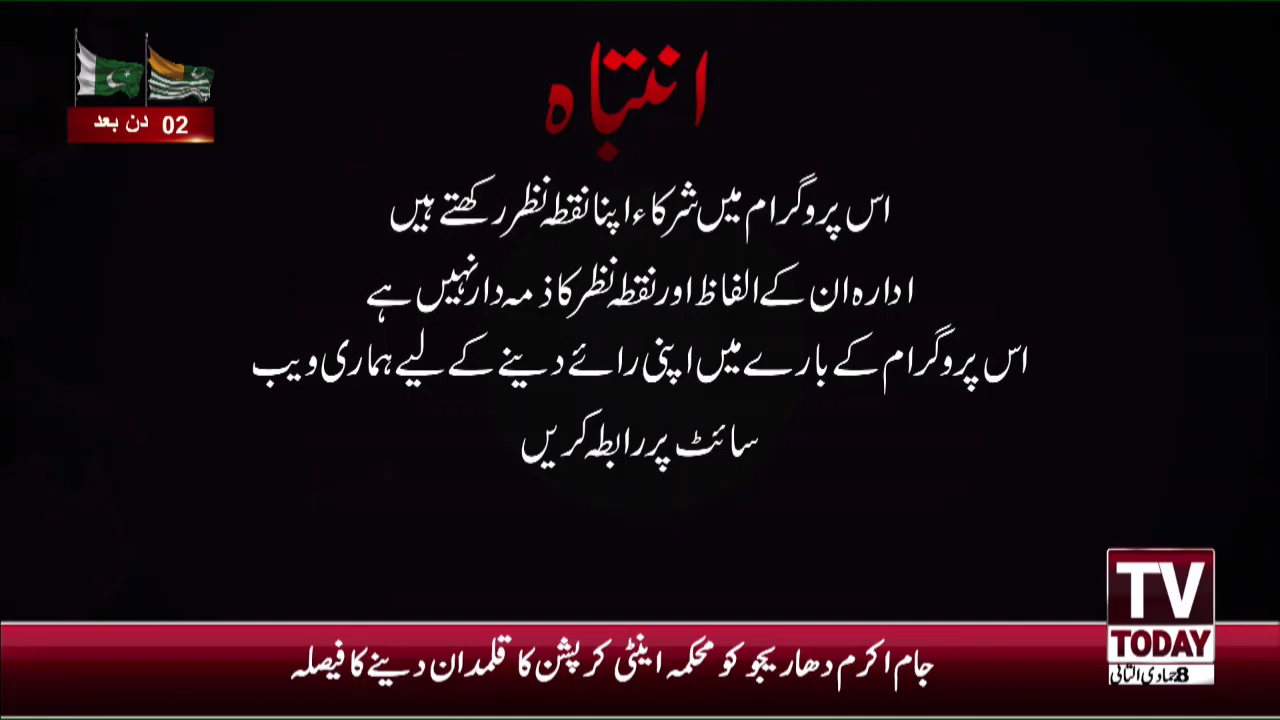 انتباہ
02 دن بعد
اس پروگرام میں شرکاء اپنا نقطہ نظر رکھتے ہیں
ادارہ ان کے الفاظ اور نقطہ نظر کا ذمہ دار نہیں ہے
اس پروگرام کے بارے میں اپنی رائے دینے کے لیے ہماری ویب
سائٹ پر رابطہ کریں
TV
TODAY
8 جمادی الثانی
جام اکرم دھاریجو کو محکمہ اینٹی کرپشن کا قلمدان دینے کا فیصلہ